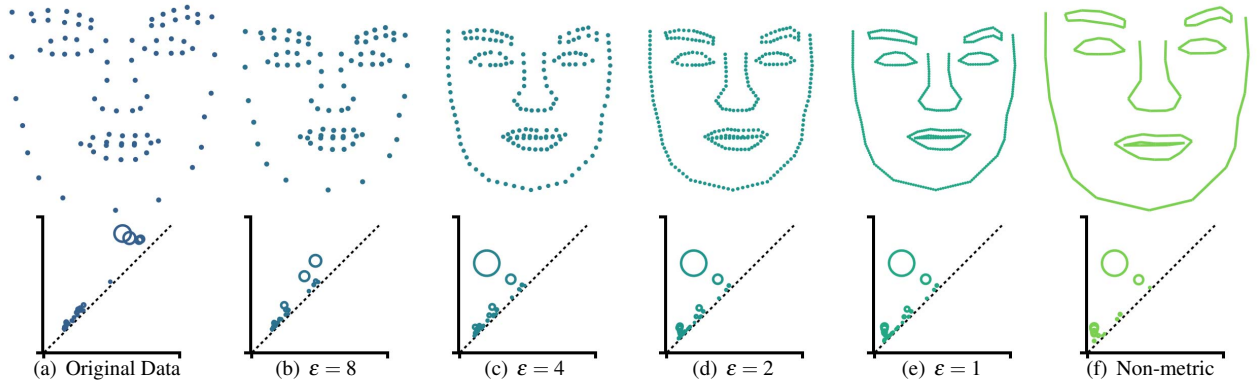 (a) Original Data
(b) ε = 8
(c) ε = 4
(d) ε = 2
(e) ε = 1
(f) Non-metric